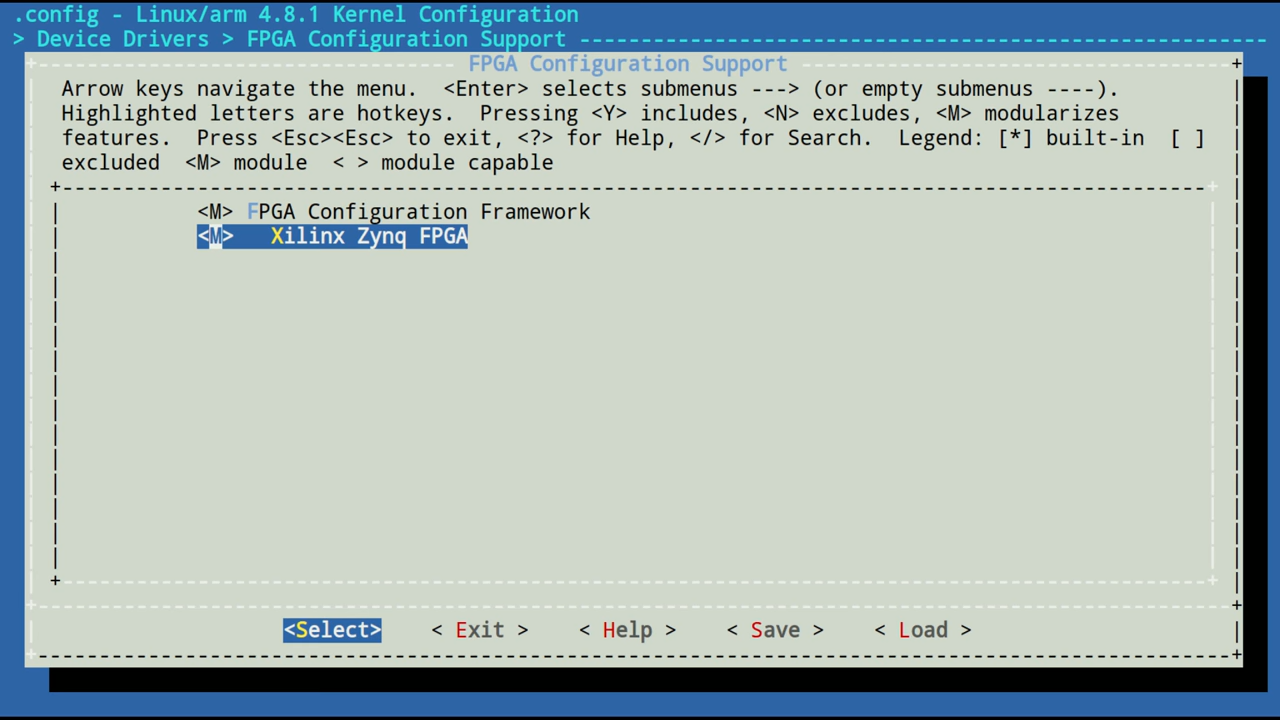 .config - Linux/arm 4.8.1 Kernel Configuration
> Device Drivers > FPGA Configuration Support
FPGA Configuration Support
Arrow keys navigate the menu.  <Enter> selects submenus ---> (or empty submenus ----).
Highlighted letters are hotkeys.  Pressing <Y> includes, <N> excludes, <M> modularizes
features.  Press <Esc><Esc> to exit, <?> for Help, </> for Search.  Legend: [*] built-in  [ ]
excluded  <M> module  < > module capable
<M> FPGA Configuration Framework
<M>   Xilinx Zynq FPGA
<Select>    < Exit >    < Help >    < Save >    < Load >